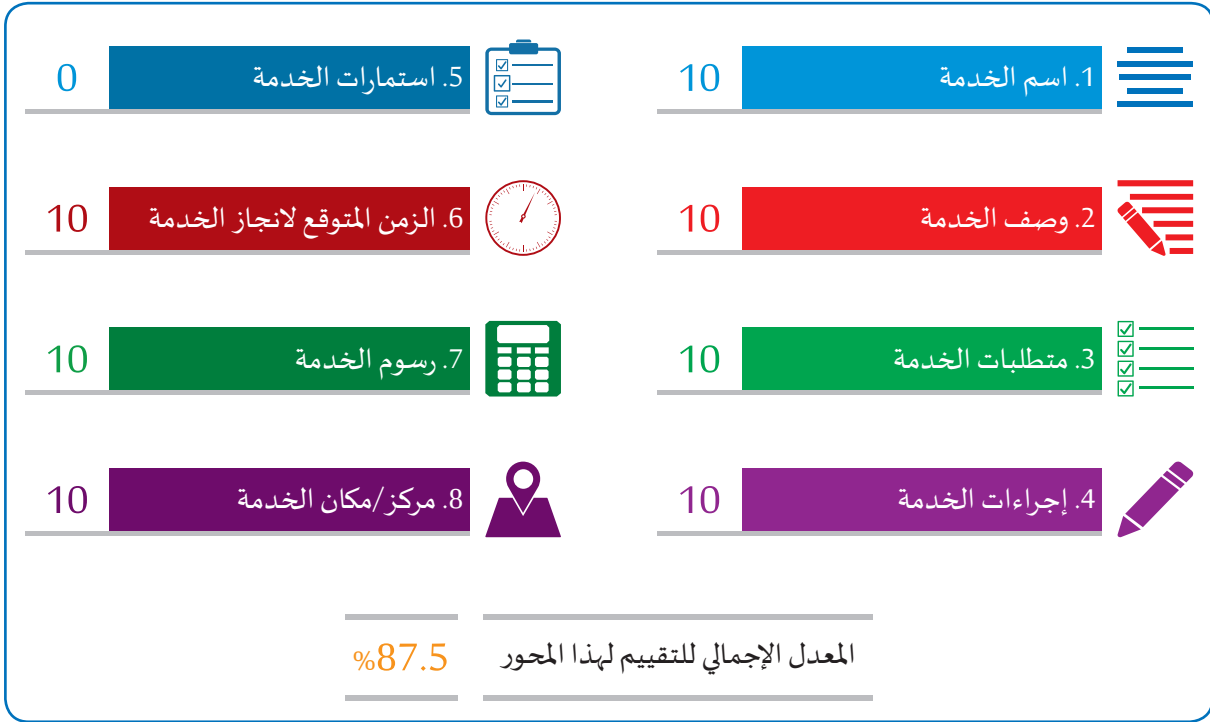 1. اسم الخدمة 10
2. وصف الخدمة 10
3. متطلبات الخدمة 10
4. إجراءات الخدمة 10
5. استمارات الخدمة 0
6. الزمن المتوقع لانجاز الخدمة 10
7. رسوم الخدمة 10
8. مركز/مكان الخدمة 10
المعدل الإجمالي للتقييم لهذا المحور %87.5